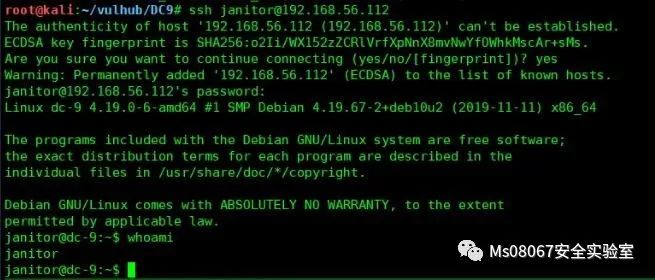 root@kali:~/vulhub/DC9# ssh janitor@192.168.56.112
The authenticity of host '192.168.56.112 (192.168.56.112)' can't be established.
ECDSA key fingerprint is SHA256:o2Ii/WX152zZCRlVrfXpNnX8mvNwYfOWhkMscAr+sMs.
Are you sure you want to continue connecting (yes/no/[fingerprint])? yes
Warning: Permanently added '192.168.56.112' (ECDSA) to the list of known hosts.
janitor@192.168.56.112's password:
Linux dc-9 4.19.0-6-amd64 #1 SMP Debian 4.19.67-2+deb10u2 (2019-11-11) x86_64
The programs included with the Debian GNU/Linux system are free software;
the exact distribution terms for each program are described in the
individual files in /usr/share/doc/*/copyright.
Debian GNU/Linux comes with ABSOLUTELY NO WARRANTY, to the extent
permitted by applicable law.
janitor@dc-9:~$ whoami
janitor
janitor@dc-9:~$
Ms08067安全实验室